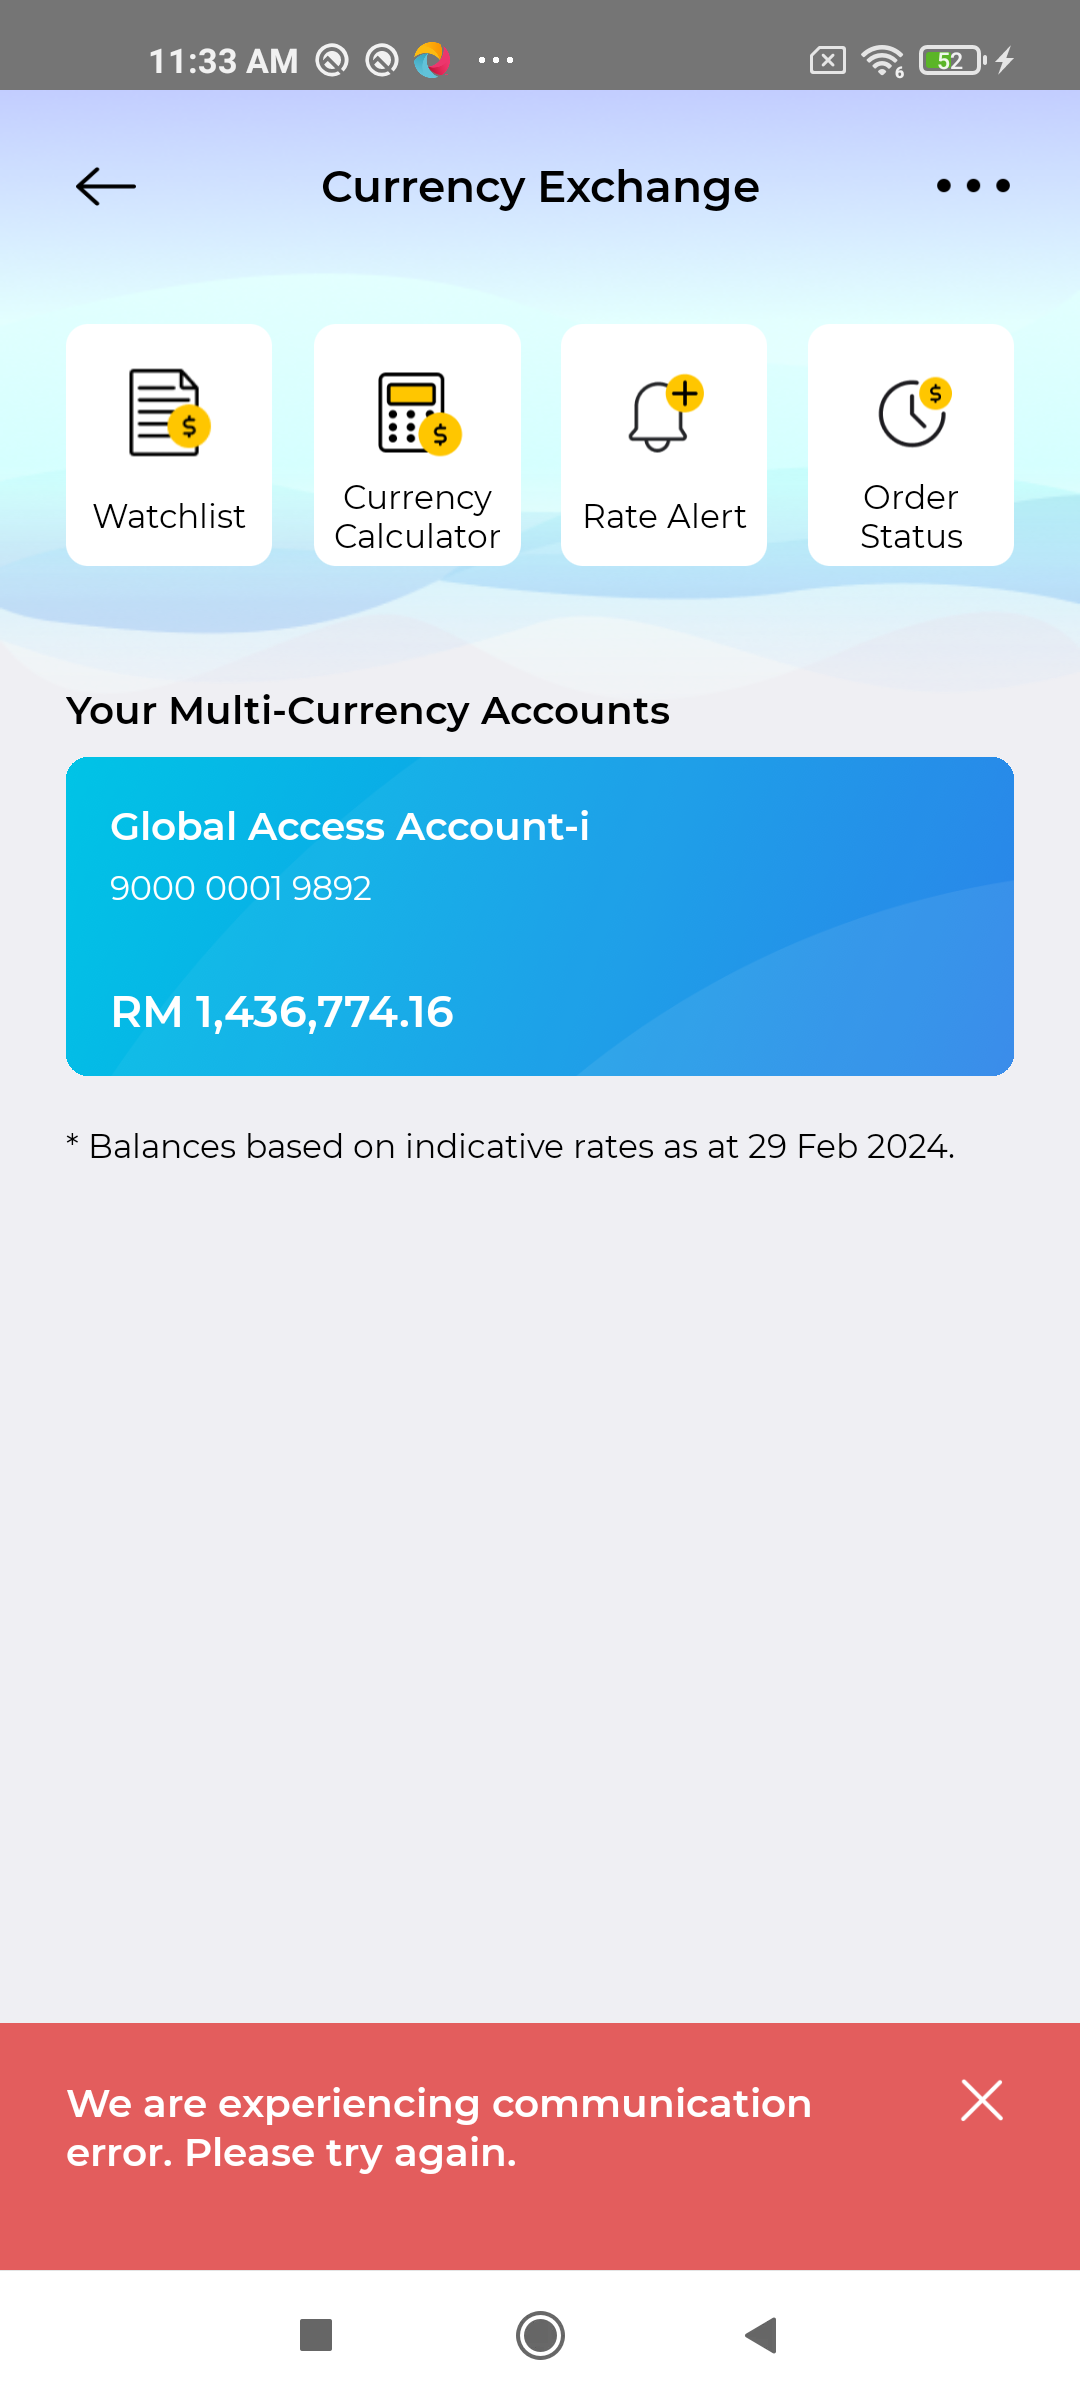 11:33 AM
6
52
Currency Exchange
Watchlist
Currency
Calculator
Rate Alert
Order
Status
Your Multi-Currency Accounts
Global Access Account-i
9000 0001 9892
RM 1,436,774.16
* Balances based on indicative rates as at 29 Feb 2024.
We are experiencing communication
error. Please try again.